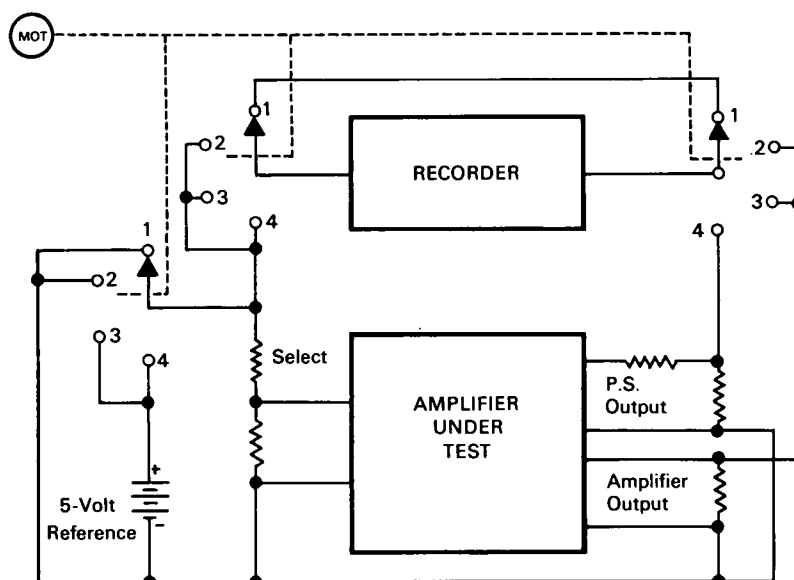 MOT
1
1
2
2
RECORDER
3
3
4
4
1
2
3
Select
4
P.S.
Output
AMPLIFIER
UNDER
TEST
+
5-Volt
Reference
-
Amplifier
Output